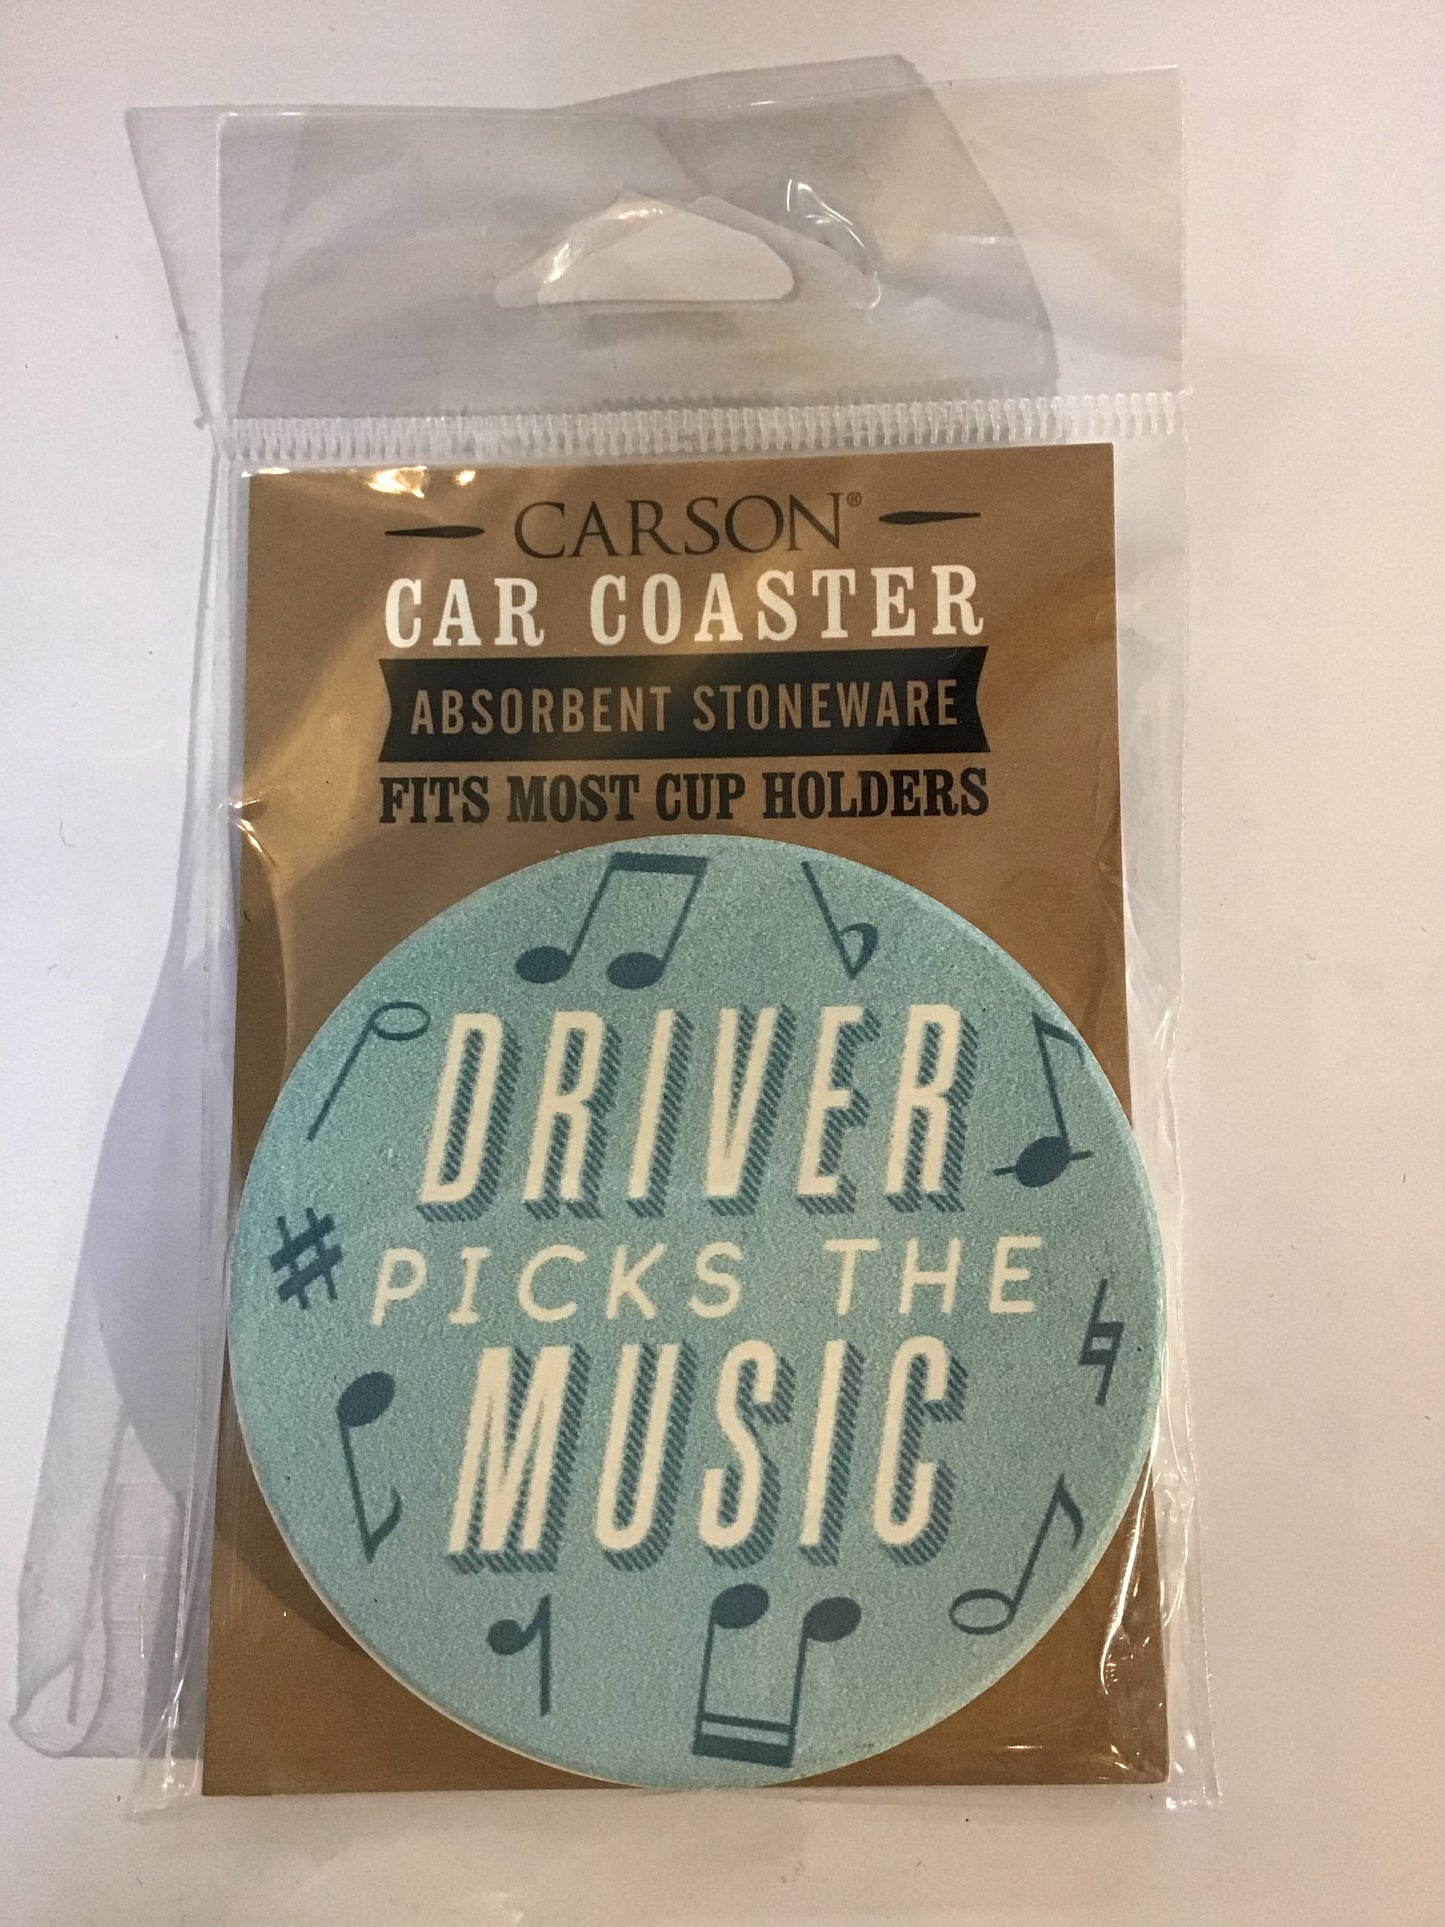 CARSON®
CAR COASTER
ABSORBENT STONEWARE
FITS MOST CUP HOLDERS
DRIVER
PICKS THE
MUSIC